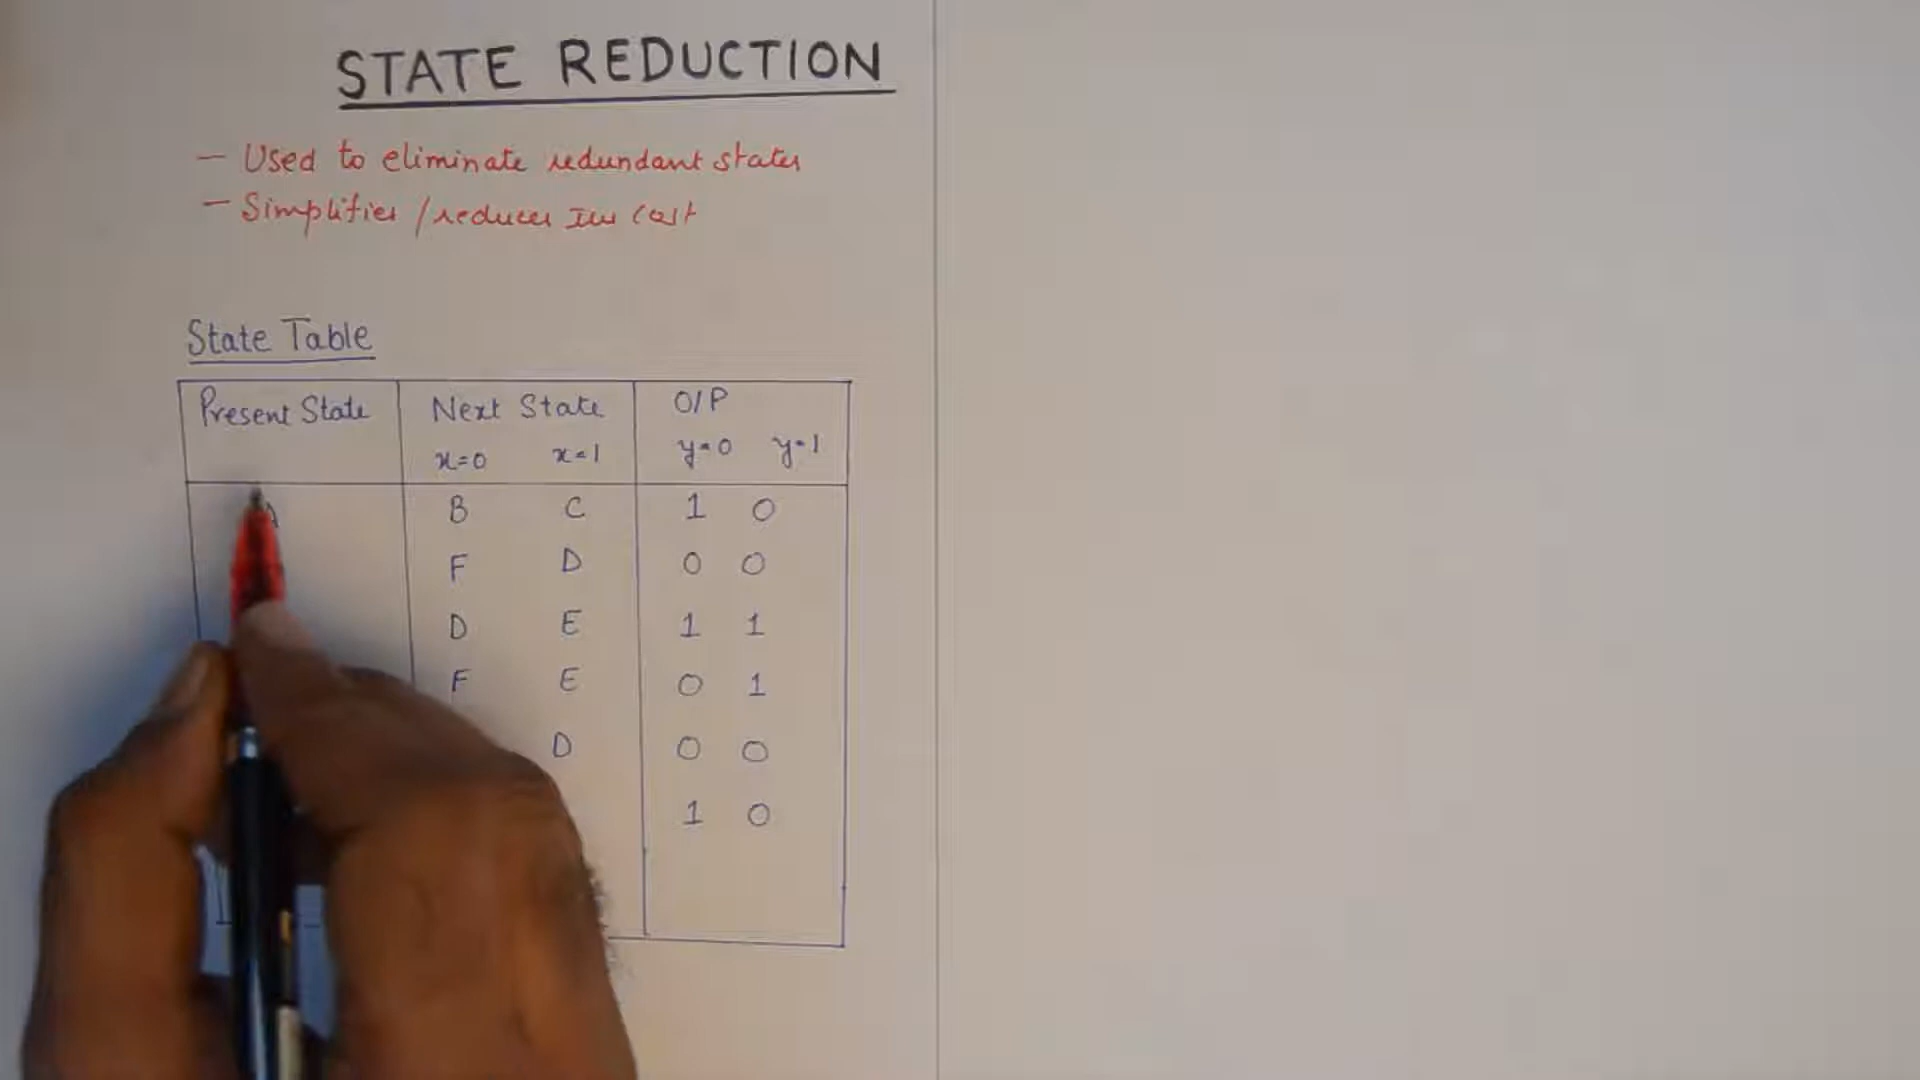 STATE REDUCTION
— Used to eliminate redundant states
— Simplifies / reduces cost
State Table
Present State Next State O/P
x=0 x=1 y=0 y=1
A B C 1 0
F D 0 0
D E 1 1
F E 0 1
D 0 0
1 0